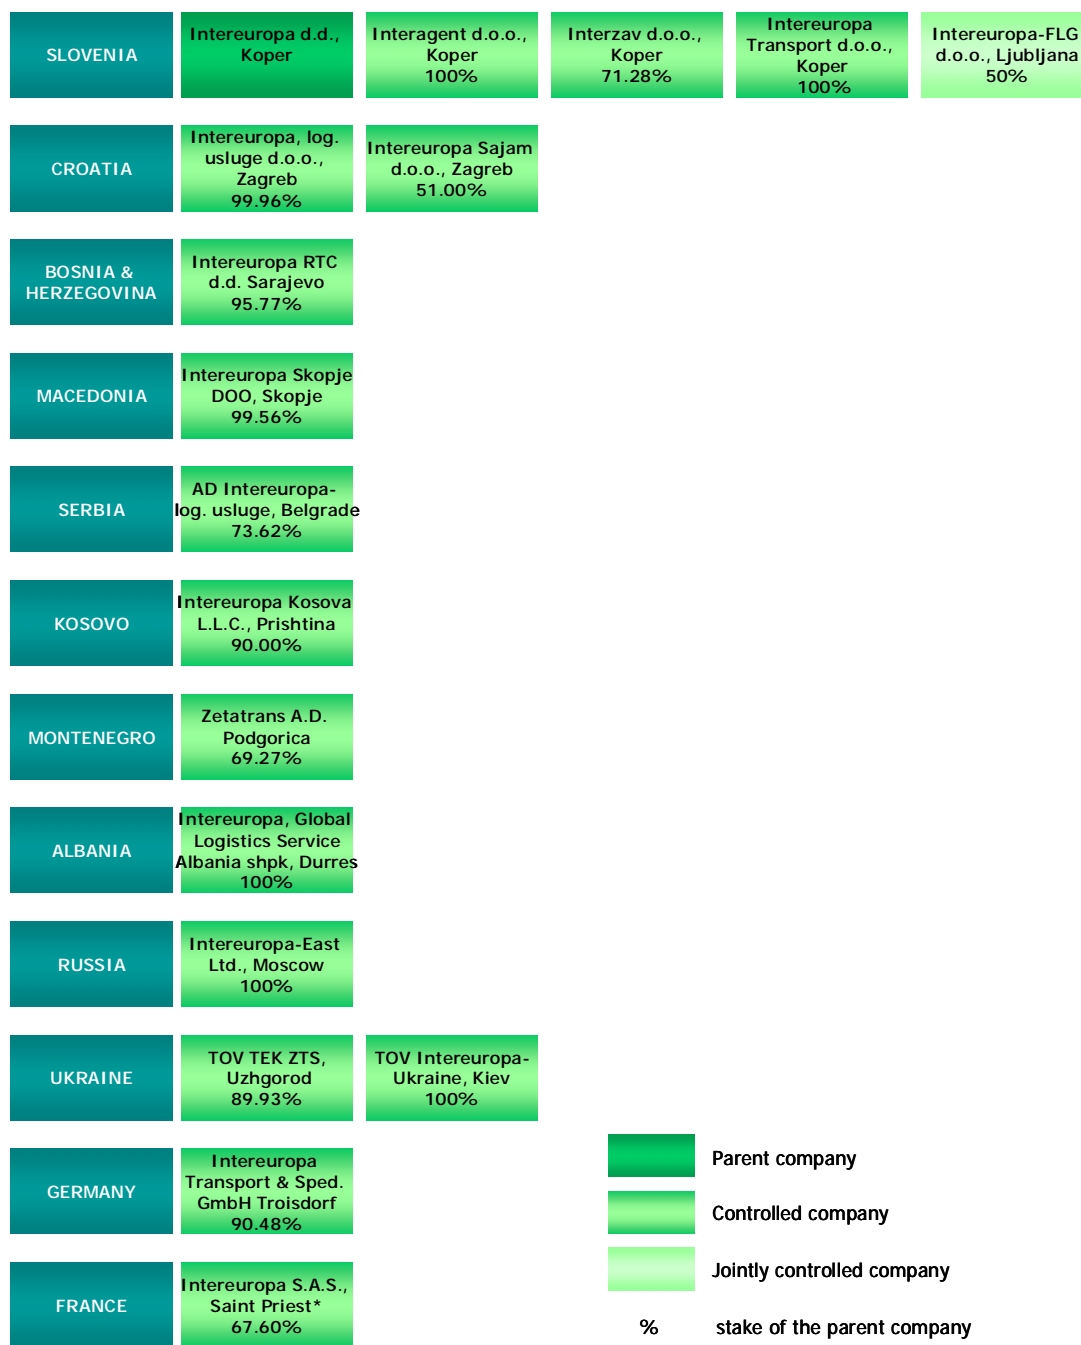 SLOVENIA
Intereuropa d.d.,
Koper
Interagent d.o.o.,
Koper
100%
Interzav d.o.o.,
Koper
71.28%
Intereuropa
Transport d.o.o.,
Koper
100%
Intereuropa-FLG
d.o.o., Ljubljana
50%
CROATIA
Intereuropa, log.
usluge d.o.o.,
Zagreb
99.96%
Intereuropa Sajam
d.o.o., Zagreb
51.00%
BOSNIA &
HERZEGOVINA
Intereuropa RTC
d.d. Sarajevo
95.77%
MACEDONIA
Intereuropa Skopje
DOO, Skopje
99.56%
SERBIA
AD Intereuropa-
log. usluge, Belgrade
73.62%
KOSOVO
Intereuropa Kosova
L.L.C., Prishtina
90.00%
MONTENEGRO
Zetatrans A.D.
Podgorica
69.27%
ALBANIA
Intereuropa, Global
Logistics Service
Albania shpk, Durres
100%
RUSSIA
Intereuropa-East
Ltd., Moscow
100%
UKRAINE
TOV TEK ZTS,
Uzhgorod
89.93%
TOV Intereuropa-
Ukraine, Kiev
100%
GERMANY
Intereuropa
Transport & Sped.
GmbH Troisdorf
90.48%
FRANCE
Intereuropa S.A.S.,
Saint Priest*
67.60%
Parent company
Controlled company
Jointly controlled company
% stake of the parent company